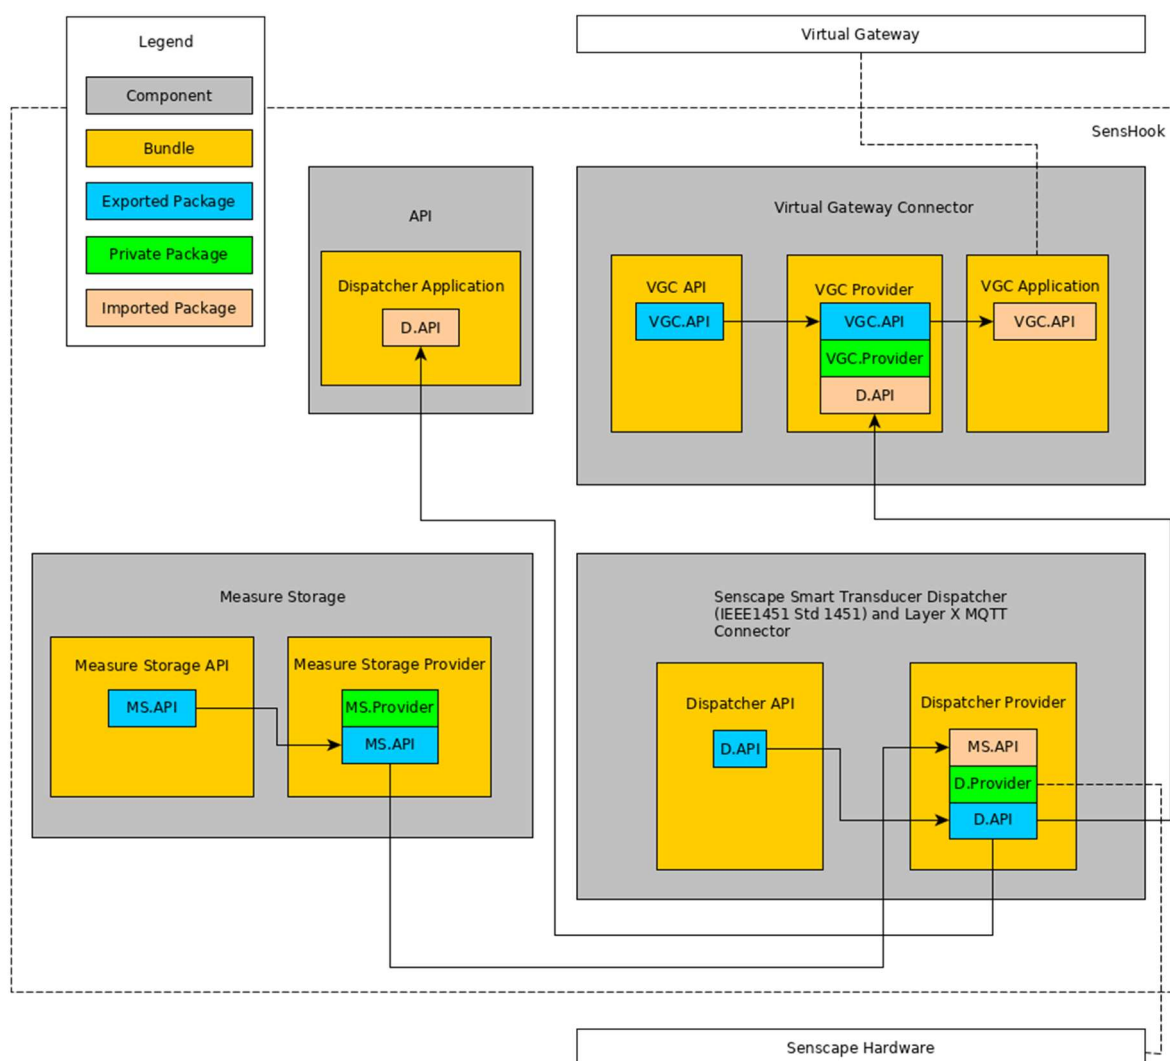 Legend
Component
Bundle
Exported Package
Private Package
Imported Package
Virtual Gateway
SensHook
API
Dispatcher Application
D.API
Virtual Gateway Connector
VGC API
VGC.API
VGC Provider
VGC.API
VGC.Provider
D.API
VGC Application
VGC.API
Measure Storage
Measure Storage API
MS.API
Measure Storage Provider
MS.Provider
MS.API
Senscape Smart Transducer Dispatcher
(IEEE1451 Std 1451) and Layer X MQTT
Connector
Dispatcher API
D.API
Dispatcher Provider
MS.API
D.Provider
D.API
Senscape Hardware